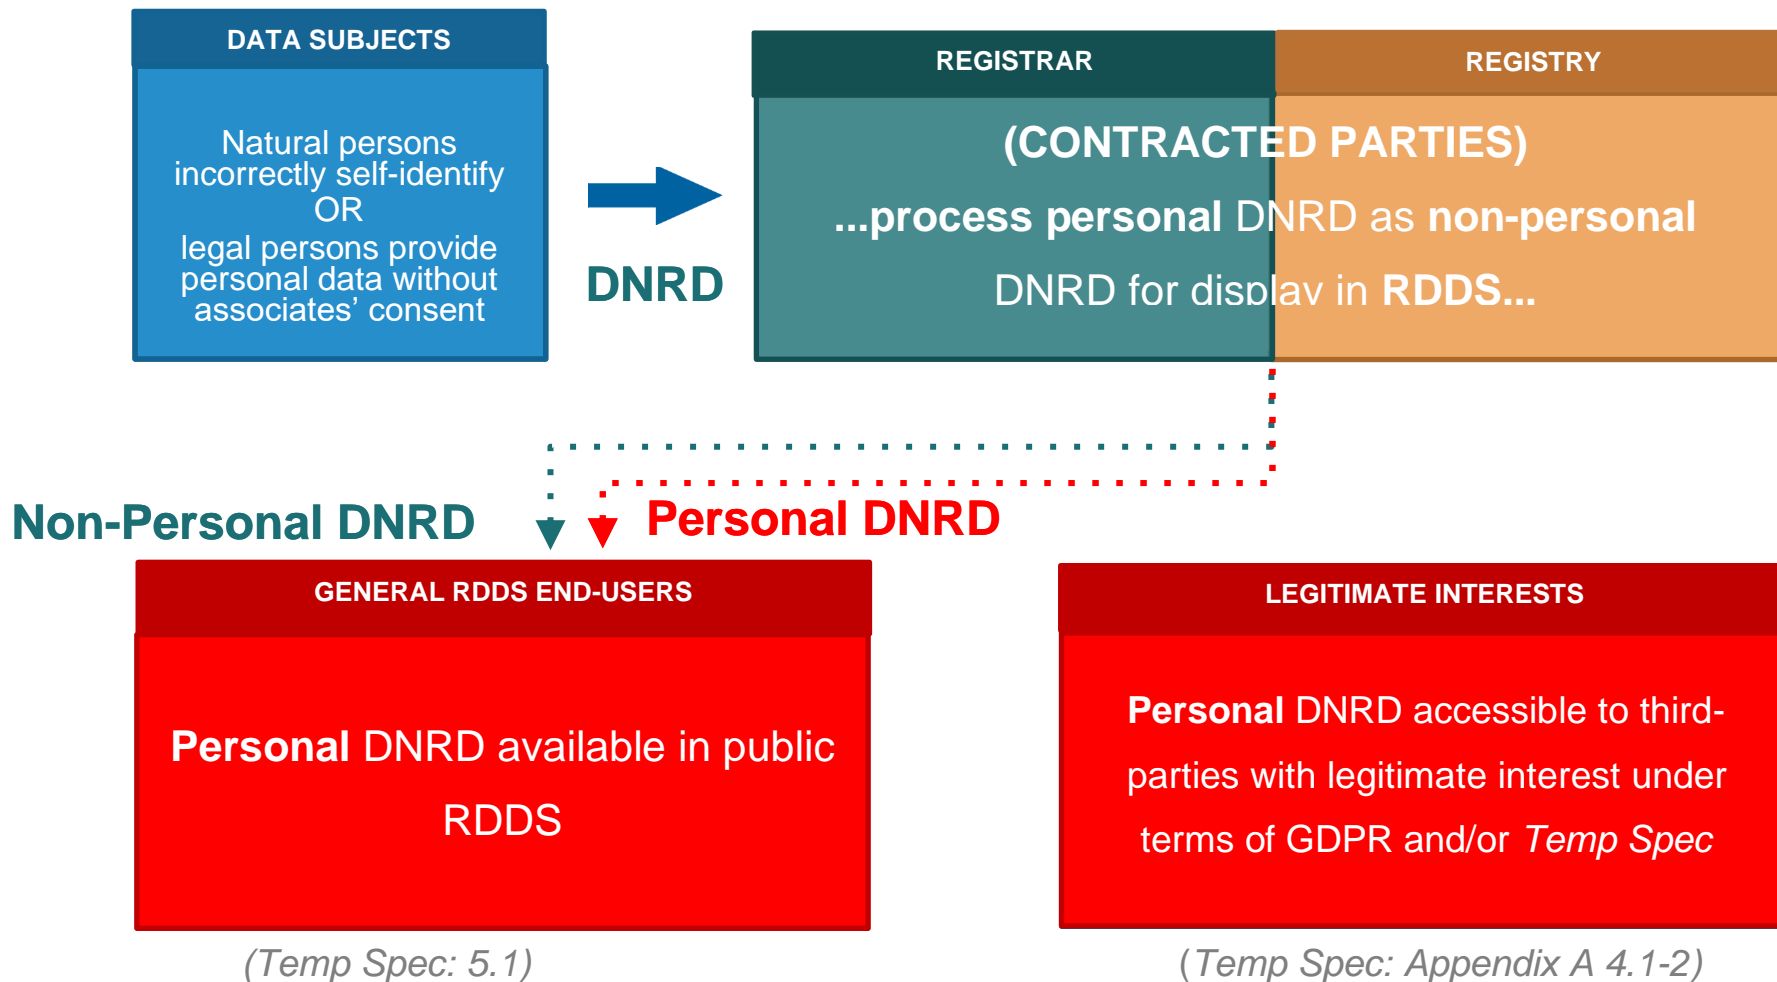 DATA SUBJECTS
Natural persons
incorrectly self-identify
OR
legal persons provide
personal data without
associates’ consent
DNRD
REGISTRAR
REGISTRY
(CONTRACTED PARTIES)
...process personal DNRD as non-personal
DNRD for display in RDDS...
Non-Personal DNRD
Personal DNRD
GENERAL RDDS END-USERS
Personal DNRD available in public
RDDS
(Temp Spec: 5.1)
LEGITIMATE INTERESTS
Personal DNRD accessible to third-
parties with legitimate interest under
terms of GDPR and/or Temp Spec
(Temp Spec: Appendix A 4.1-2)